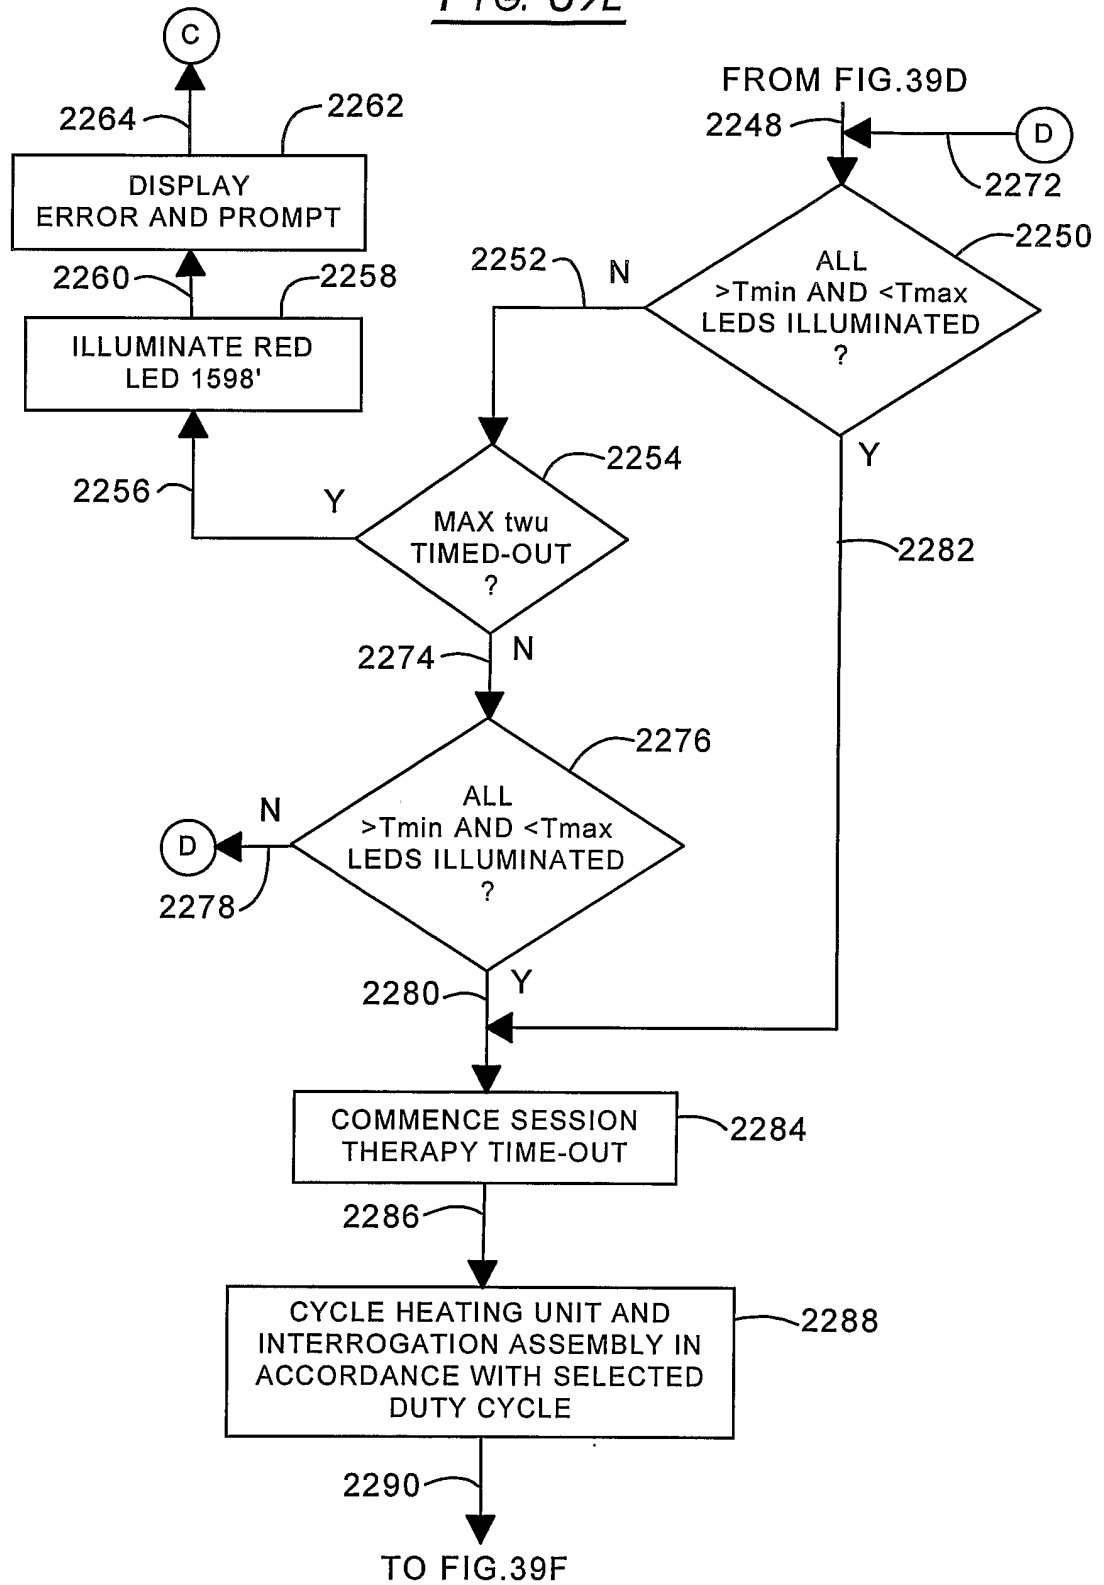 FIG. 39E
C
FROM FIG.39D
2264
2262
2248
D
2272
DISPLAY
ERROR AND PROMPT
2250
2260
2258
2252
N
ALL
>Tmin AND <Tmax
LEDS ILLUMINATED
?
ILLUMINATE RED
LED 1598'
Y
2254
2256
Y
MAX twu
TIMED-OUT
?
2282
2274
N
2276
N
ALL
>Tmin AND <Tmax
LEDS ILLUMINATED
?
D
2278
Y
2280
COMMENCE SESSION
THERAPY TIME-OUT
2284
2286
CYCLE HEATING UNIT AND
INTERROGATION ASSEMBLY IN
ACCORDANCE WITH SELECTED
DUTY CYCLE
2288
2290
TO FIG.39F